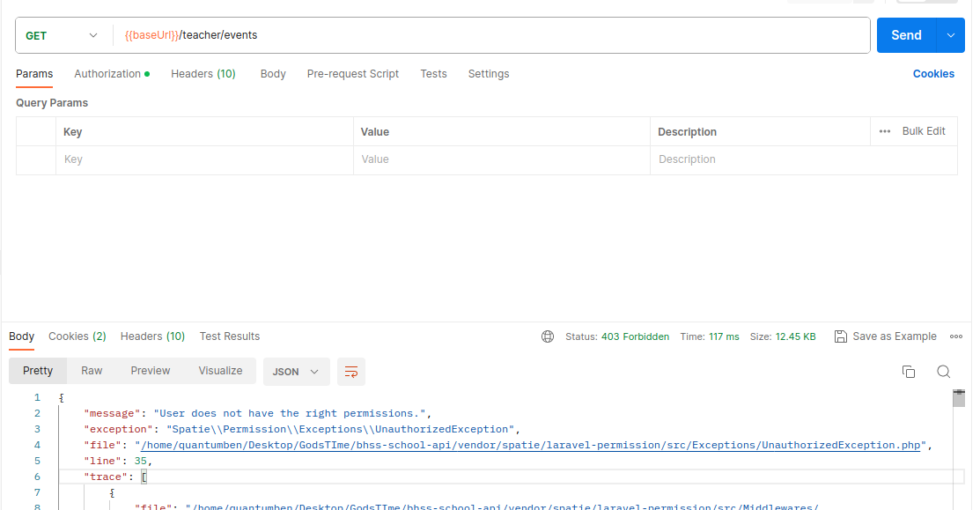 GET {{baseUrl}}/teacher/events Send
Params Authorization Headers (10) Body Pre-request Script Tests Settings Cookies
Query Params
Key Value Description ••• Bulk Edit
Key Value Description
Body Cookies (2) Headers (10) Test Results Status: 403 Forbidden Time: 117 ms Size: 12.45 KB Save as Example
Pretty Raw Preview Visualize JSON
1 {
2 "message": "User does not have the right permissions.",
3 "exception": "Spatie\\Permission\\Exceptions\\UnauthorizedException",
4 "file": "/home/quantumben/Desktop/GodsTIme/bhss-school-api/vendor/spatie/laravel-permission/src/Exceptions/UnauthorizedException.php",
5 "line": 35,
6 "trace": [
7 {
8 "file": "/home/quantumben/Desktop/GodsTIme/bhss-school-api/vendor/spatie/laravel-permission/src/Middlewares/